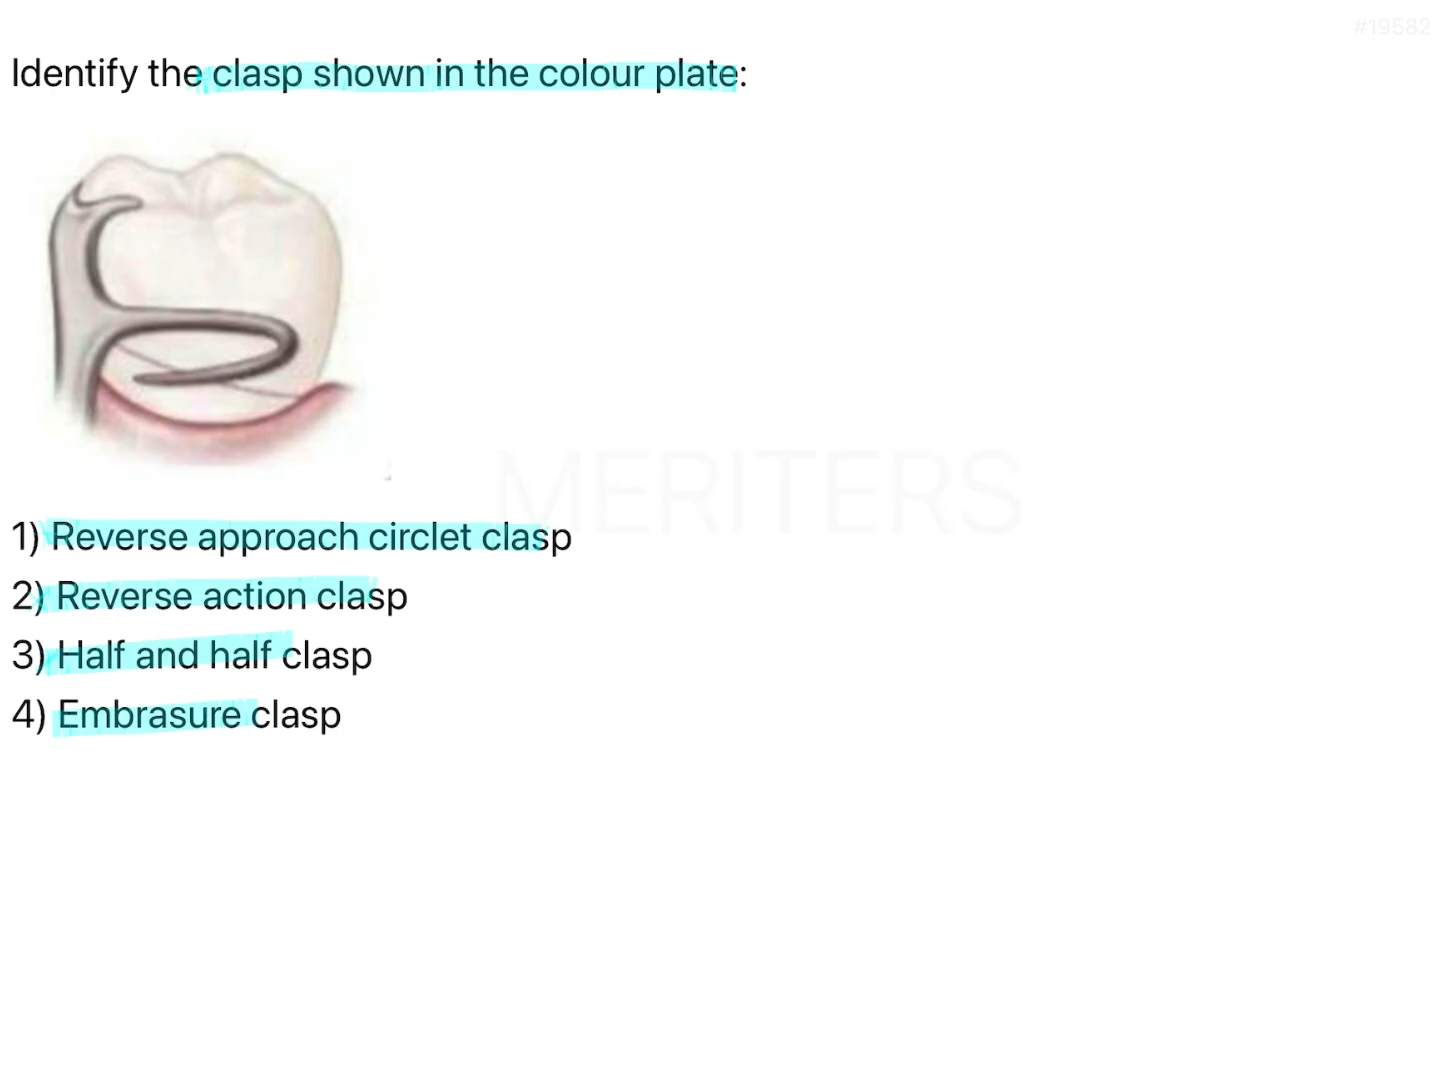 #19582
Identify the clasp shown in the colour plate:
MERITERS
1) Reverse approach circlet clasp
2) Reverse action clasp
3) Half and half clasp
4) Embrasure clasp